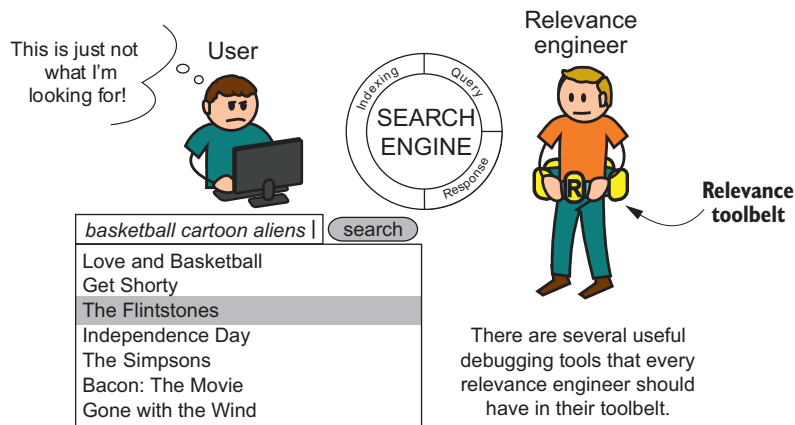 This is just not
what I'm
looking for!
User
Indexing
Query
Response
SEARCH
ENGINE
Relevance
engineer
R
Relevance
toolbelt
basketball cartoon aliens
search
Love and Basketball
Get Shorty
The Flintstones
Independence Day
The Simpsons
Bacon: The Movie
Gone with the Wind
There are several useful
debugging tools that every
relevance engineer should
have in their toolbelt.